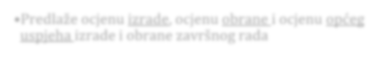 •Predlaže ocjenu izrade, ocjenu obrane i ocjenu općeg
uspjeha izrade i obrane završnog rada